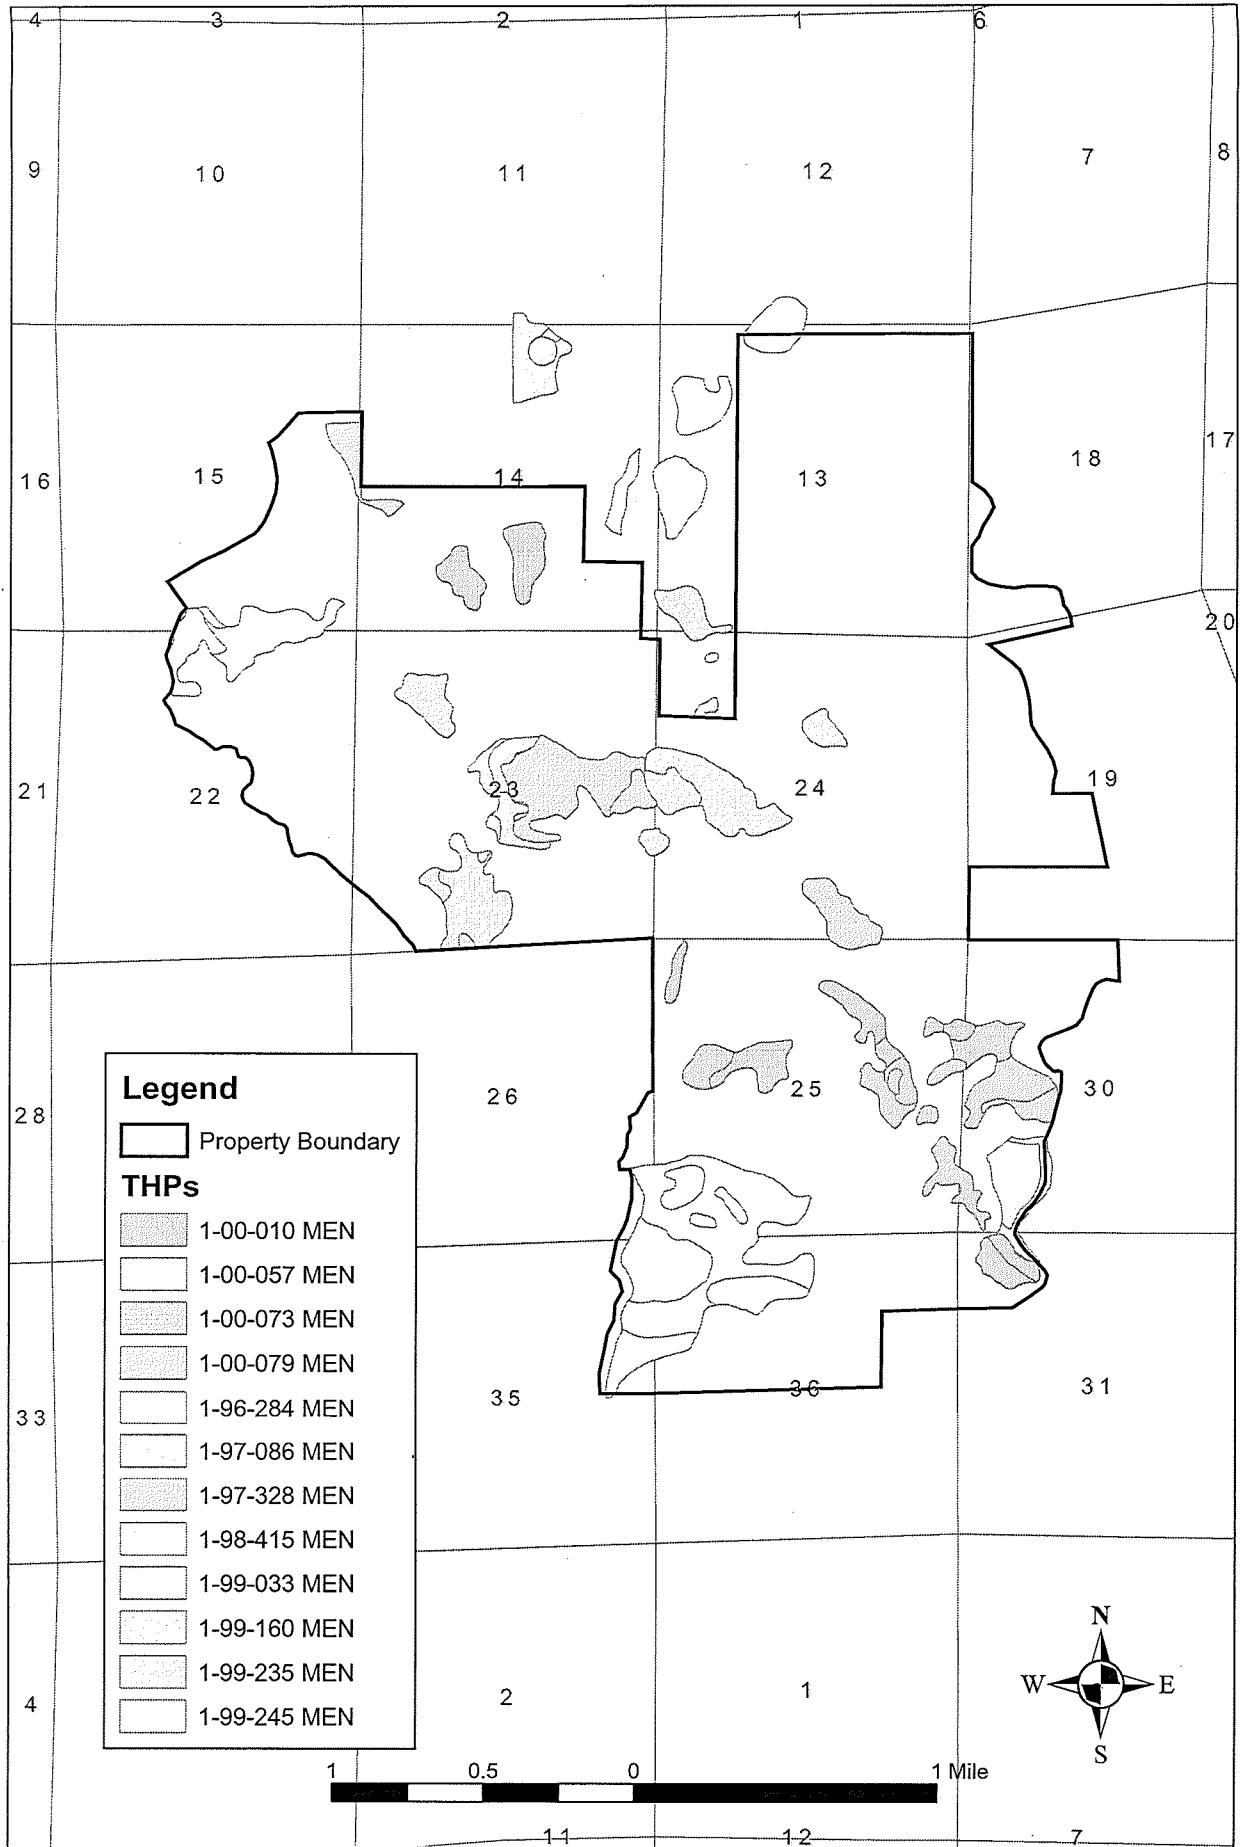 4 3 2 1 6
9 10 11 12 7 8
16 15 14 13 18 17
20
21 22 23 24 19
28 26 25 30
Legend
Property Boundary
THPs
1-00-010 MEN
1-00-057 MEN
1-00-073 MEN
1-00-079 MEN
1-96-284 MEN
1-97-086 MEN
1-97-328 MEN
1-98-415 MEN
1-99-033 MEN
1-99-160 MEN
1-99-235 MEN
1-99-245 MEN
33 35 36 31
N
W E
S
4 2 1
1 0.5 0 1 Mile
11 12 7